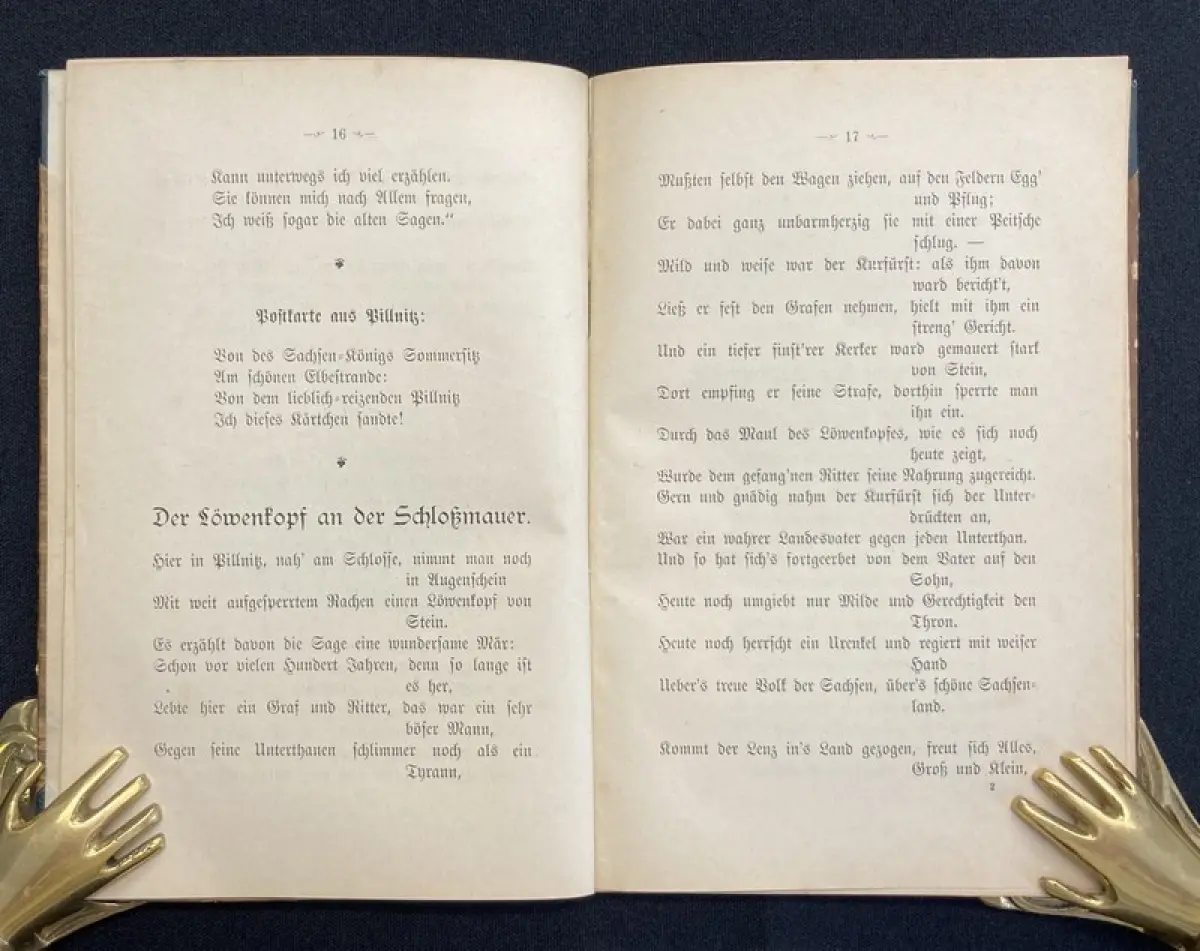 16
Kann unterwegs ich viel erzählen.
Sie können mich nach Allem fragen,
Ich weiß sogar die alten Sagen.“
Postkarte aus Pillnitz:
Von des Sachsen-Königs Sommersitz
Am schönen Elbestrande:
Von dem lieblich-reizenden Pillnitz
Ich dieses Kärtchen sandte!
Der Löwenkopf an der Schloßmauer.
Hier in Pillnitz, nah' am Schlosse, nimmt man noch
in Augenschein
Mit weit aufgesperrtem Rachen einen Löwenkopf von
Stein.
Es erzählt davon die Sage eine wundersame Mär:
Schon vor vielen Hundert Jahren, denn so lange ist
es her,
Lebte hier ein Graf und Ritter, das war ein sehr
böser Mann,
Gegen seine Unterthanen schlimmer noch als ein
Tyrann,
17
Mußten selbst den Wagen ziehen, auf den Feldern Egg'
und Pflug;
Er dabei ganz unbarmherzig sie mit einer Peitsche
schlug. —
Mild und weise war der Kurfürst: als ihm davon
ward bericht't,
Ließ er fest den Grafen nehmen, hielt mit ihm ein
streng' Gericht.
Und ein tiefer finst'rer Kerker ward gemauert stark
von Stein,
Dort empfing er seine Strafe, dorthin sperrte man
ihn ein.
Durch das Maul des Löwenkopfes, wie es sich noch
heute zeigt,
Wurde dem gefang'nen Ritter seine Nahrung zugereicht.
Gern und gnädig nahm der Kurfürst sich der Unter-
drückten an,
War ein wahrer Landesvater gegen jeden Unterthan.
Und so hat sich's fortgeerbet von dem Vater auf den
Sohn,
Heute noch umgiebt nur Milde und Gerechtigkeit den
Thron.
Heute noch herrscht ein Urenkel und regiert mit weiser
Hand
Ueber's treue Volk der Sachsen, über's schöne Sachsen-
land.
Kommt der Lenz in's Land gezogen, freut sich Alles,
Groß und Klein,
2